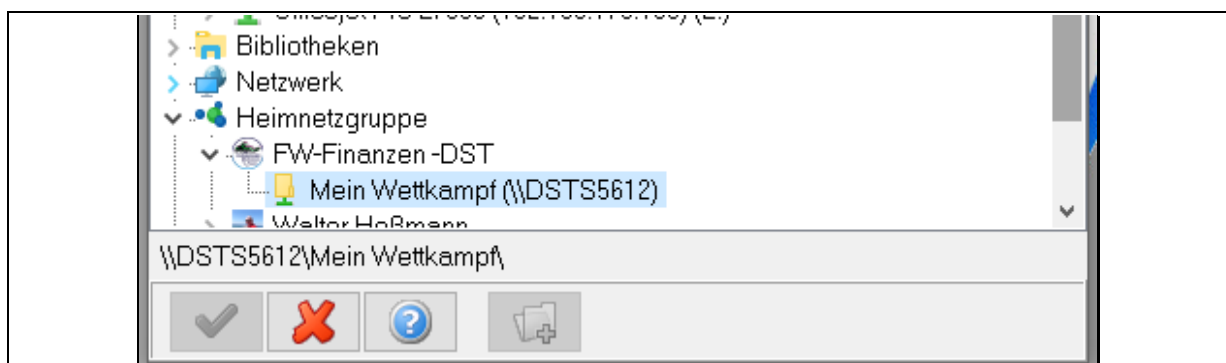 Bibliotheken
Netzwerk
Heimnetzgruppe
FW-Finanzen -DST
Mein Wettkampf (\\DSTS5612)
\\DSTS5612\Mein Wettkampf\